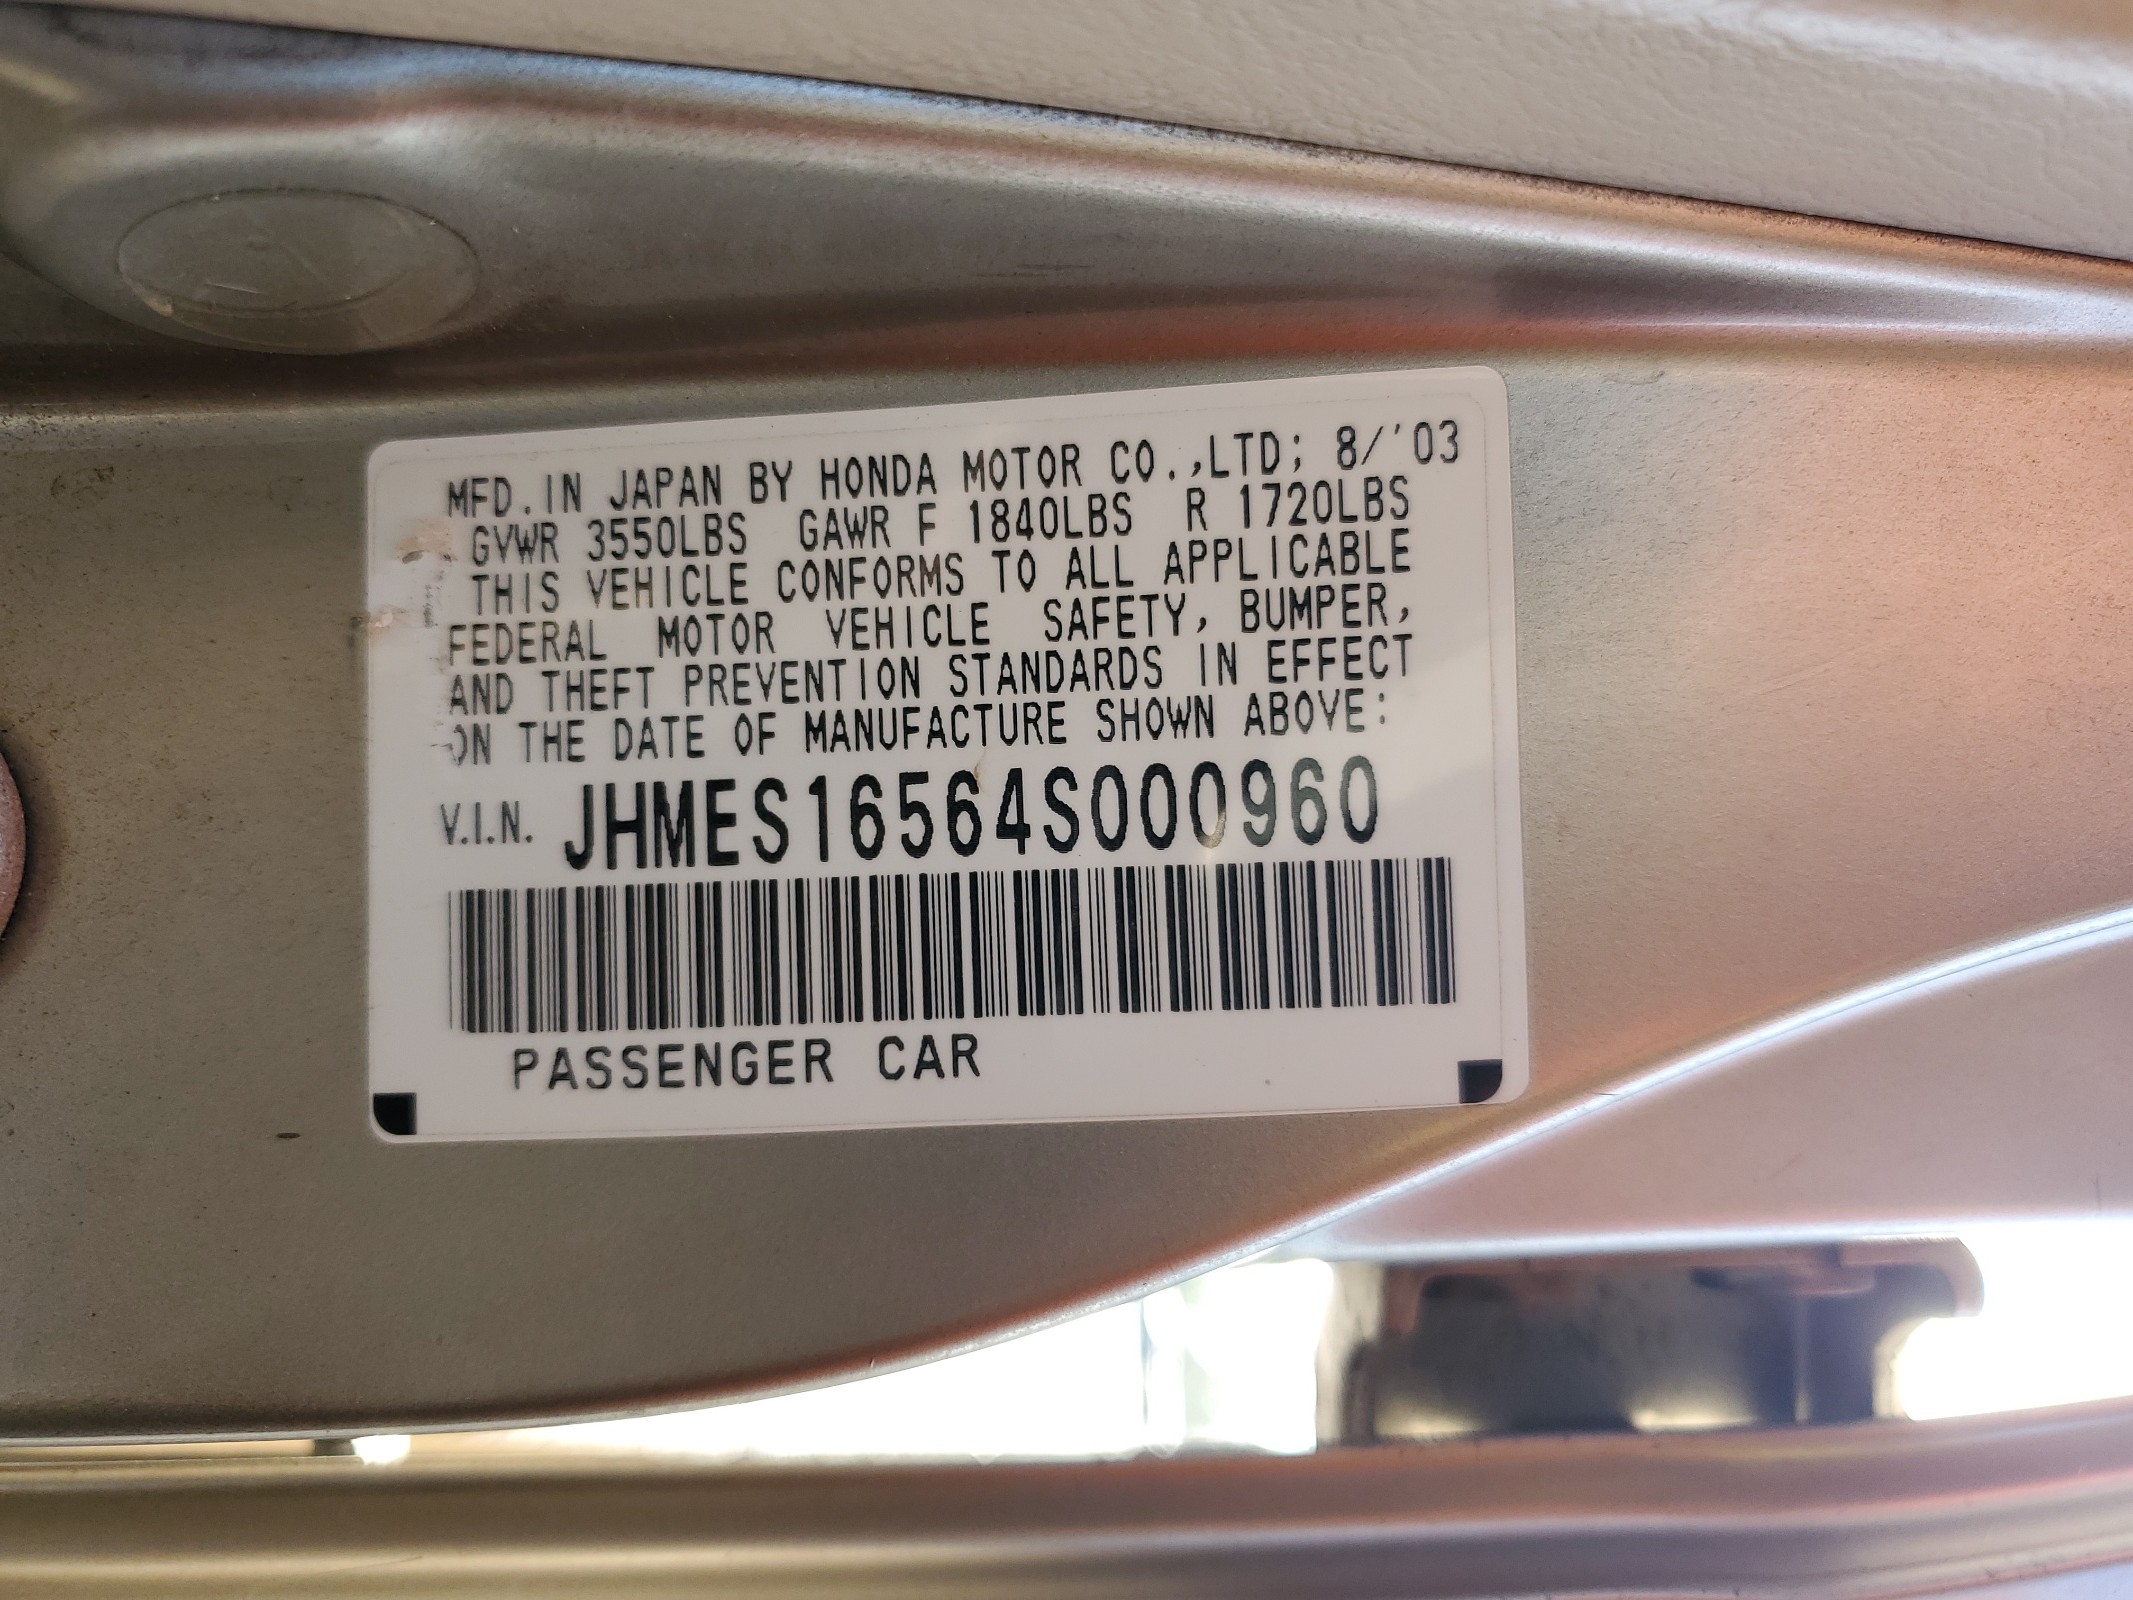 MFD. IN JAPAN BY HONDA MOTOR CO.,LTD; 8/'03
GVWR 3550LBS GAWR F 1840LBS R 1720LBS
THIS VEHICLE CONFORMS TO ALL APPLICABLE
FEDERAL MOTOR VEHICLE SAFETY, BUMPER,
AND THEFT PREVENTION STANDARDS IN EFFECT
ON THE DATE OF MANUFACTURE SHOWN ABOVE:
V.I.N. JHMES16564S000960
PASSENGER CAR